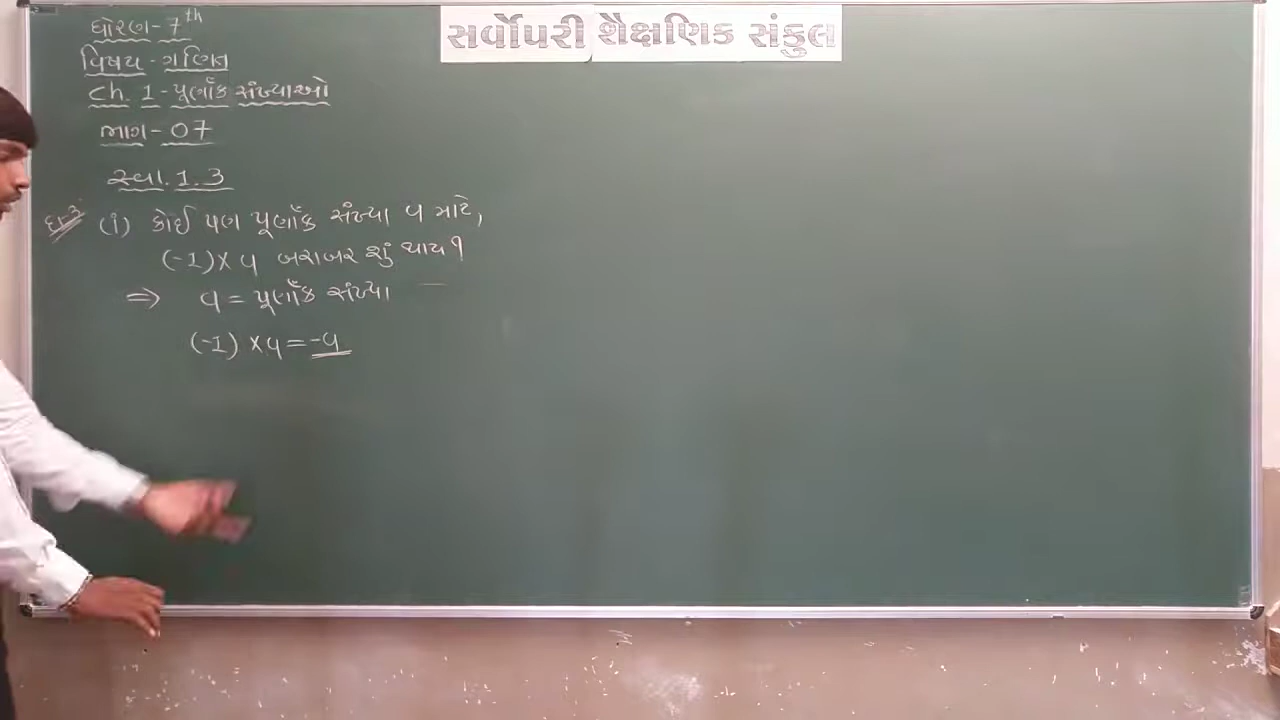 સર્વોપરી શૈક્ષણિક સંકુલ
ધોરણ- 7th
વિષય - ગણિત
Ch. 1 - પૂર્ણાંક સંખ્યાઓ
ભાગ- 07
સ્વા. 1.3
(i) કોઈ પણ પૂર્ણાંક સંખ્યા વ માટે,
(-1)× વ બરાબર શું થાય?
⇒ વ = પૂર્ણાંક સંખ્યા
(-1) × વ = -વ